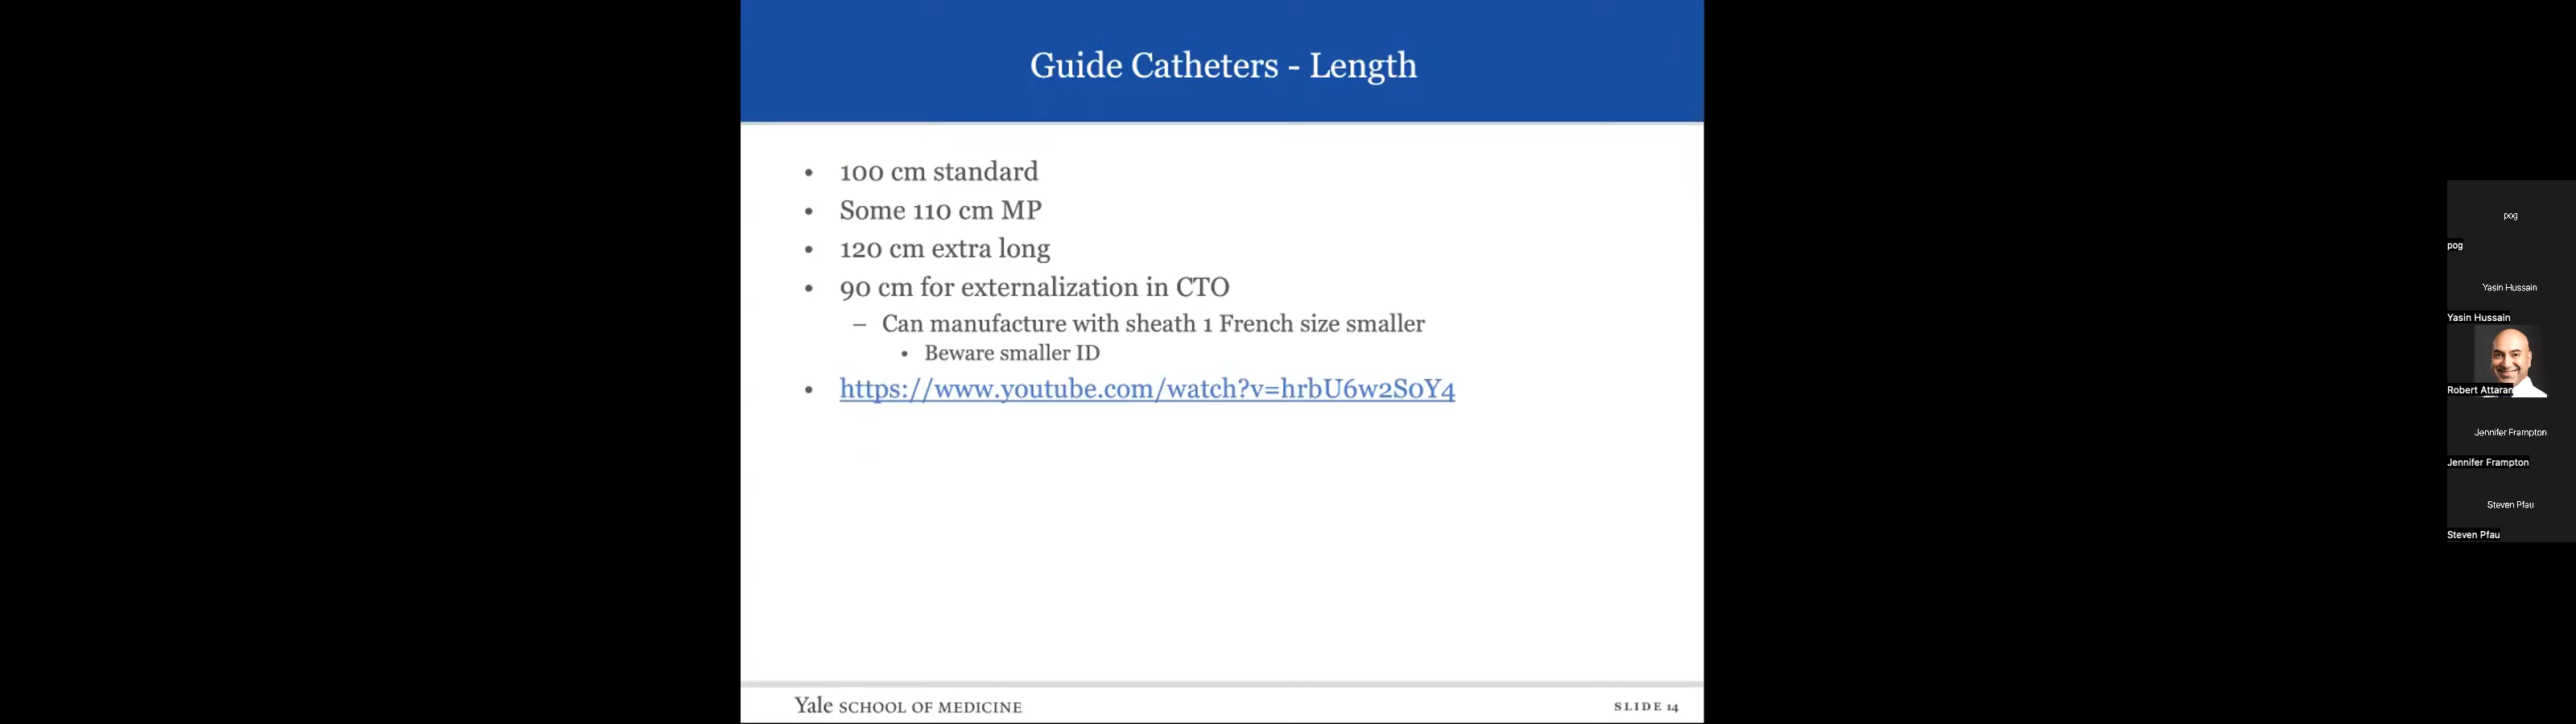 Guide Catheters - Length
• 100 cm standard
• Some 110 cm MP
• 120 cm extra long
• 90 cm for externalization in CTO
– Can manufacture with sheath 1 French size smaller
• Beware smaller ID
• https://www.youtube.com/watch?v=hrbU6w2S0Y4
Yale SCHOOL OF MEDICINE
SLIDE 14
pog
pog
Yasin Hussain
Yasin Hussain
Robert Attaran
Jennifer Frampton
Jennifer Frampton
Steven Pfau
Steven Pfau